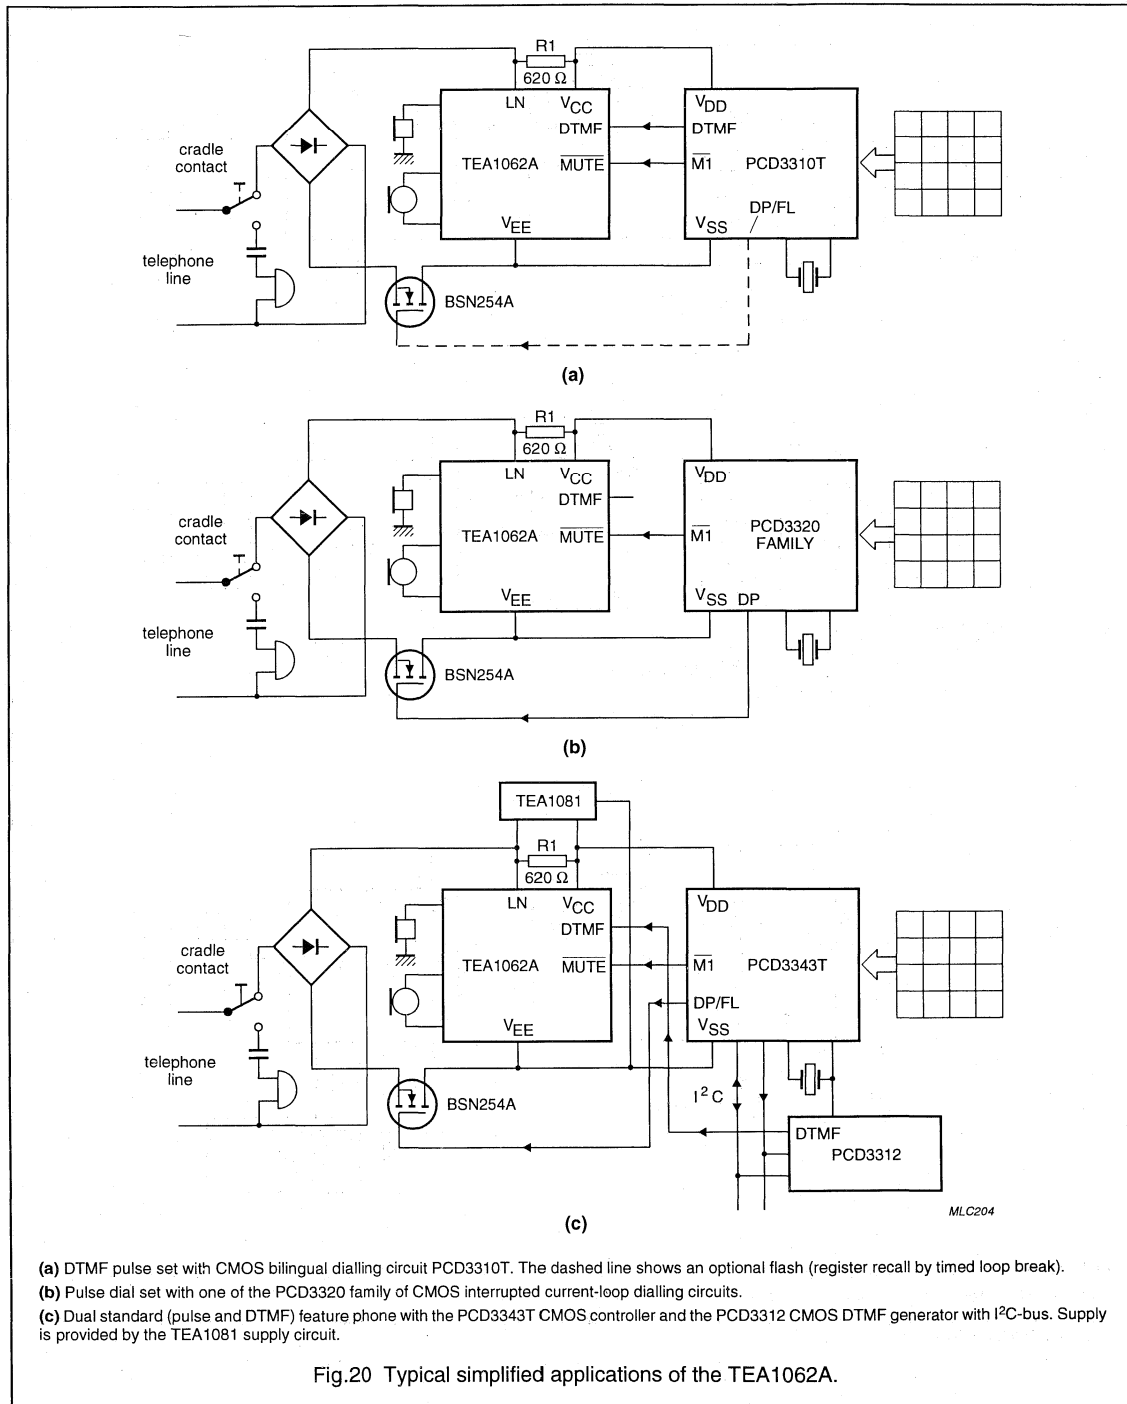 R1
620 Ω
LN
VCC
VDD
DTMF
DTMF
cradle
contact
TEA1062A
MUTE
M1
PCD3310T
DP/FL
VEE
VSS
telephone
line
BSN254A
(a)
R1
620 Ω
LN
VCC
VDD
DTMF
cradle
contact
TEA1062A
MUTE
M1
PCD3320
FAMILY
VEE
VSS DP
telephone
line
BSN254A
(b)
TEA1081
R1
620 Ω
LN
VCC
VDD
DTMF
cradle
contact
TEA1062A
MUTE
M1
PCD3343T
DP/FL
VEE
VSS
telephone
line
BSN254A
I2C
DTMF
PCD3312
(c)
MLC204
(a) DTMF pulse set with CMOS bilingual dialling circuit PCD3310T. The dashed line shows an optional flash (register recall by timed loop break).
(b) Pulse dial set with one of the PCD3320 family of CMOS interrupted current-loop dialling circuits.
(c) Dual standard (pulse and DTMF) feature phone with the PCD3343T CMOS controller and the PCD3312 CMOS DTMF generator with I2C-bus. Supply
is provided by the TEA1081 supply circuit.
Fig.20 Typical simplified applications of the TEA1062A.